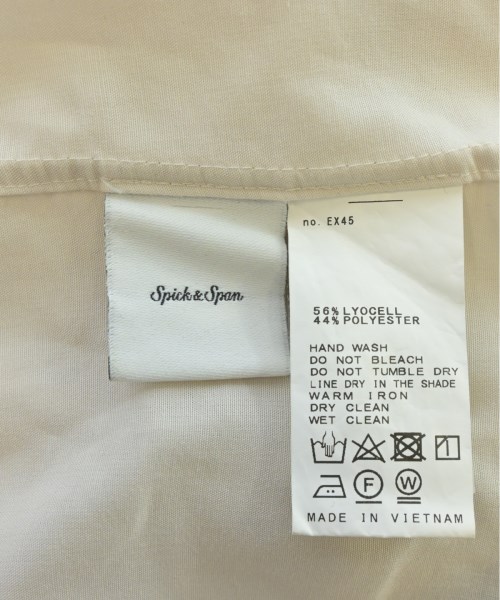 Spick & Span
no. EX45
56% LYOCELL
44% POLYESTER
HAND WASH
DO NOT BLEACH
DO NOT TUMBLE DRY
LINE DRY IN THE SHADE
WARM IRON
DRY CLEAN
WET CLEAN
F W
MADE IN VIETNAM